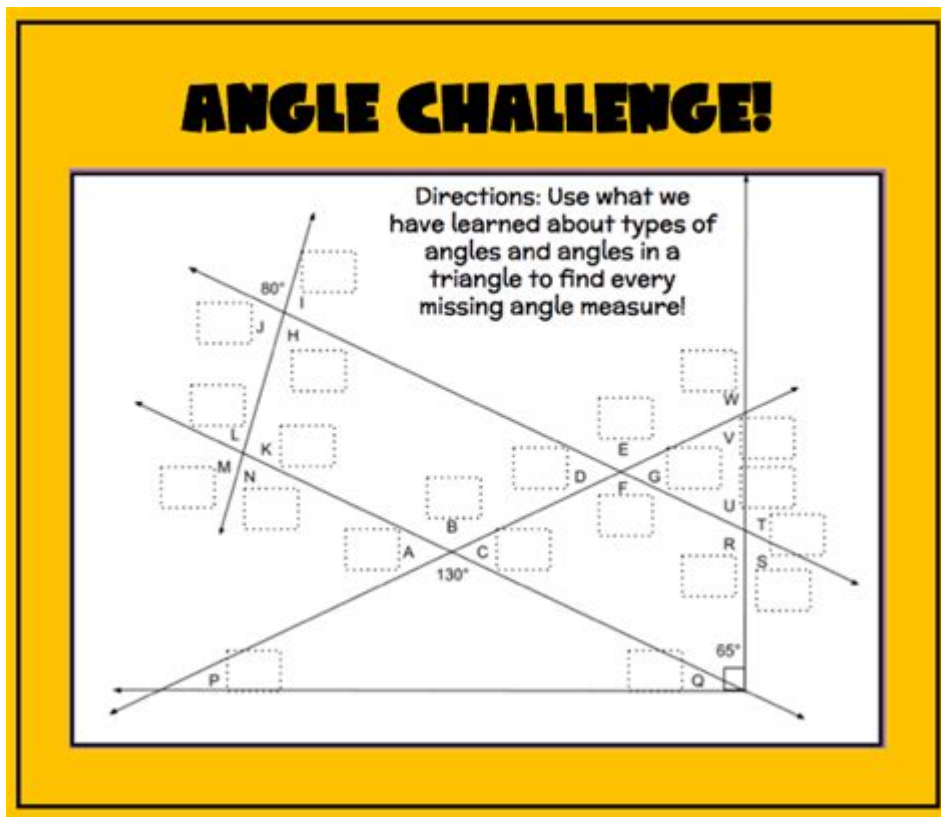 ANGLE CHALLENGE!
Directions: Use what we
have learned about types of
angles and angles in a
triangle to find every
missing angle measure!
80°
I
J
H
L
K
M
N
W
E
V
D
G
F
U
B
T
A
C
R
130°
S
65°
P
Q